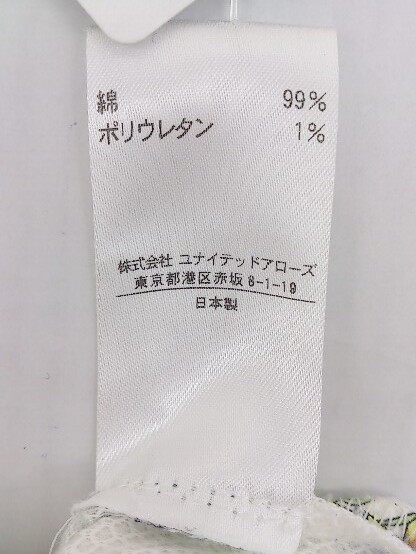 綿 99%
ポリウレタン 1%
株式会社 ユナイテッドアローズ
東京都港区赤坂 8-1-19
日本製